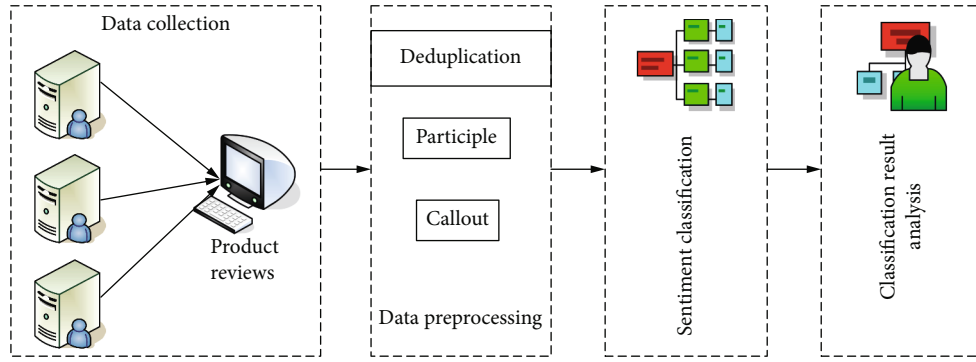 Data collection
Product
reviews
Deduplication
Participle
Callout
Data preprocessing
Sentiment classification
Classification result
analysis